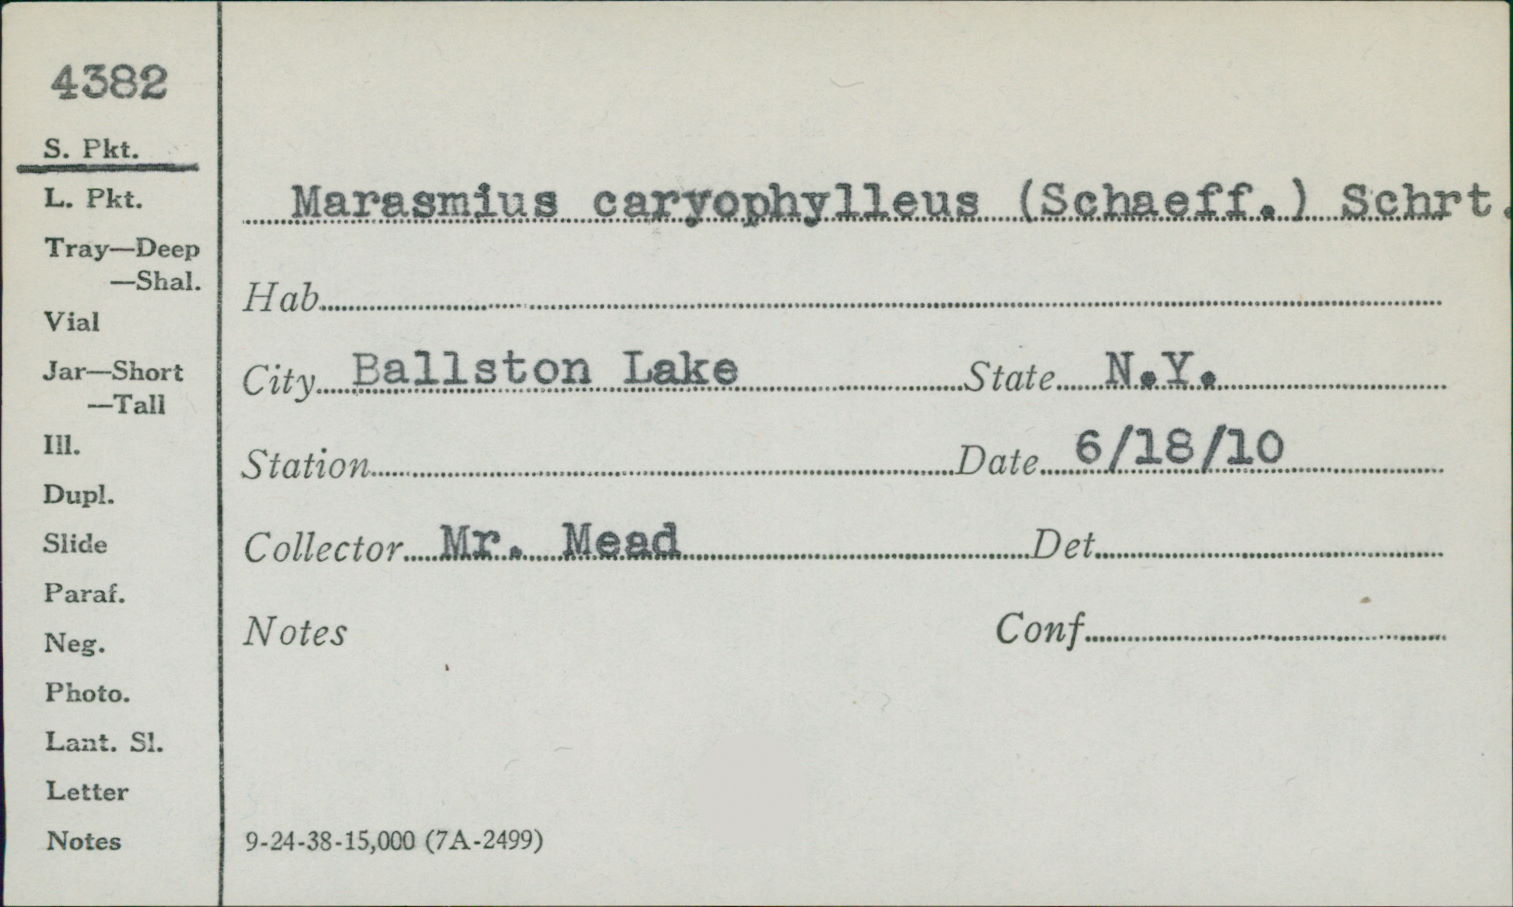 4382
S. Pkt.
L. Pkt.
Tray—Deep
—Shal.
Vial
Jar—Short
—Tall
Ill.
Dupl.
Slide
Paraf.
Neg.
Photo.
Lant. Sl.
Letter
Notes
Marasmius caryophylleus (Schaeff.) Schrt.
Hab.
City Ballston Lake State N.Y.
Station Date 6/18/10
Collector Mr. Mead Det.
Notes Conf.
9-24-38-15,000 (7A-2499)